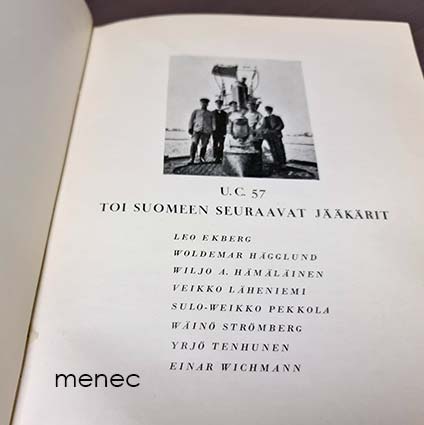 U.C. 57
TOI SUOMEEN SEURAAVAT JÄÄKÄRIT
LEO EKBERG
WOLDEMAR HÄGGLUND
WILJO A. HÄMÄLÄINEN
VEIKKO LÄHENIEMI
SULO-WEIKKO PEKKOLA
WÄINÖ STRÖMBERG
YRJÖ TENHUNEN
EINAR WICHMANN
menec